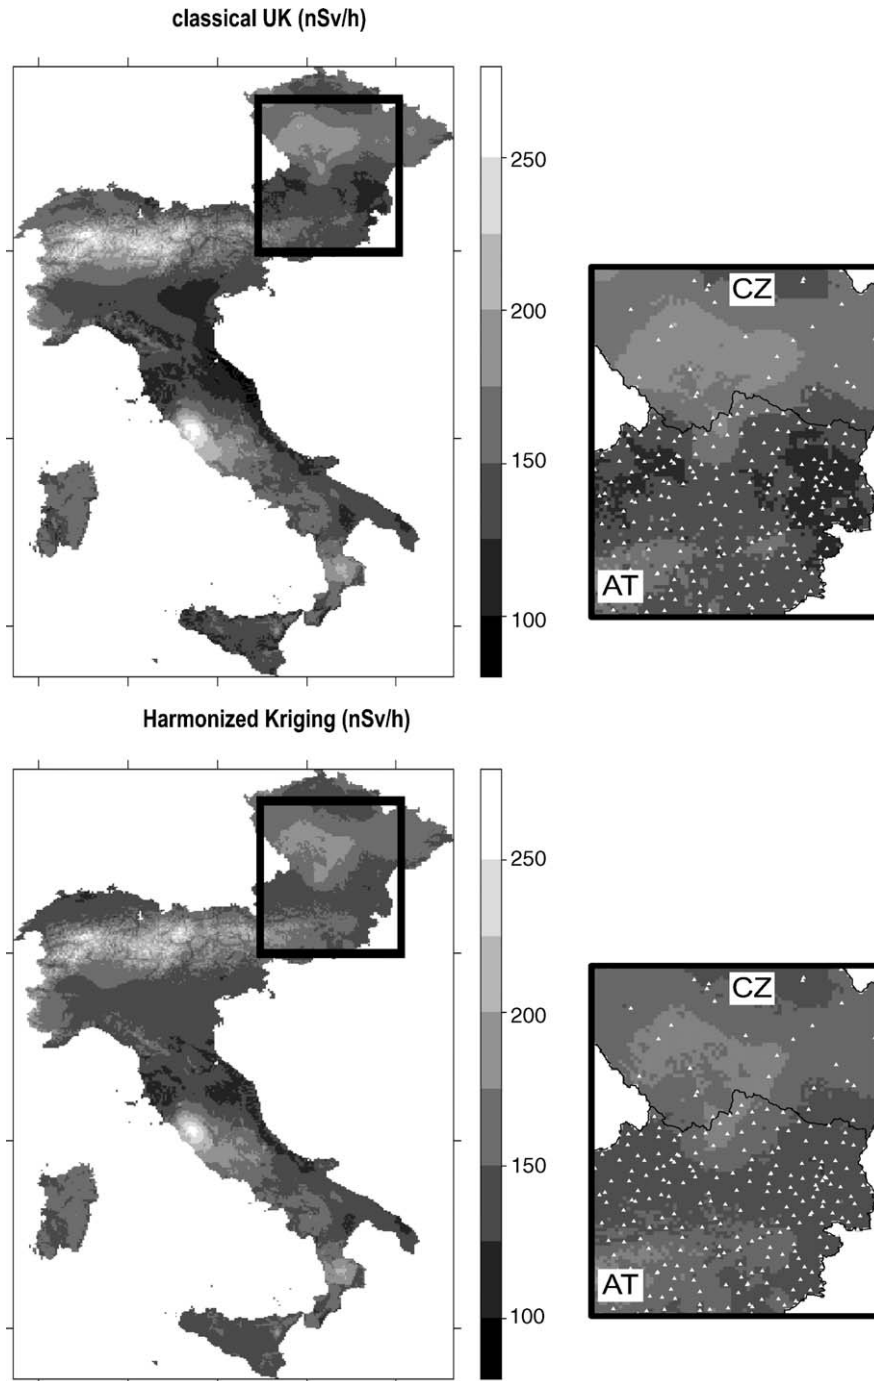 classical UK (nSv/h)
250
200
150
100
CZ
AT
Harmonized Kriging (nSv/h)
250
200
150
100
CZ
AT